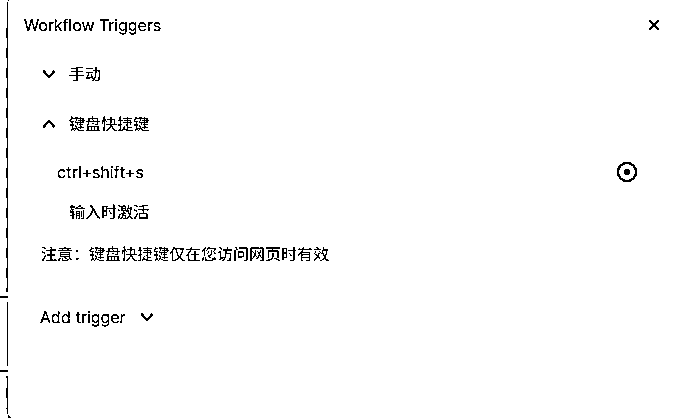 Workflow Triggers
手动
键盘快捷键
ctrl+shift+s
输入时激活
注意：键盘快捷键仅在您访问网页时有效
Add trigger